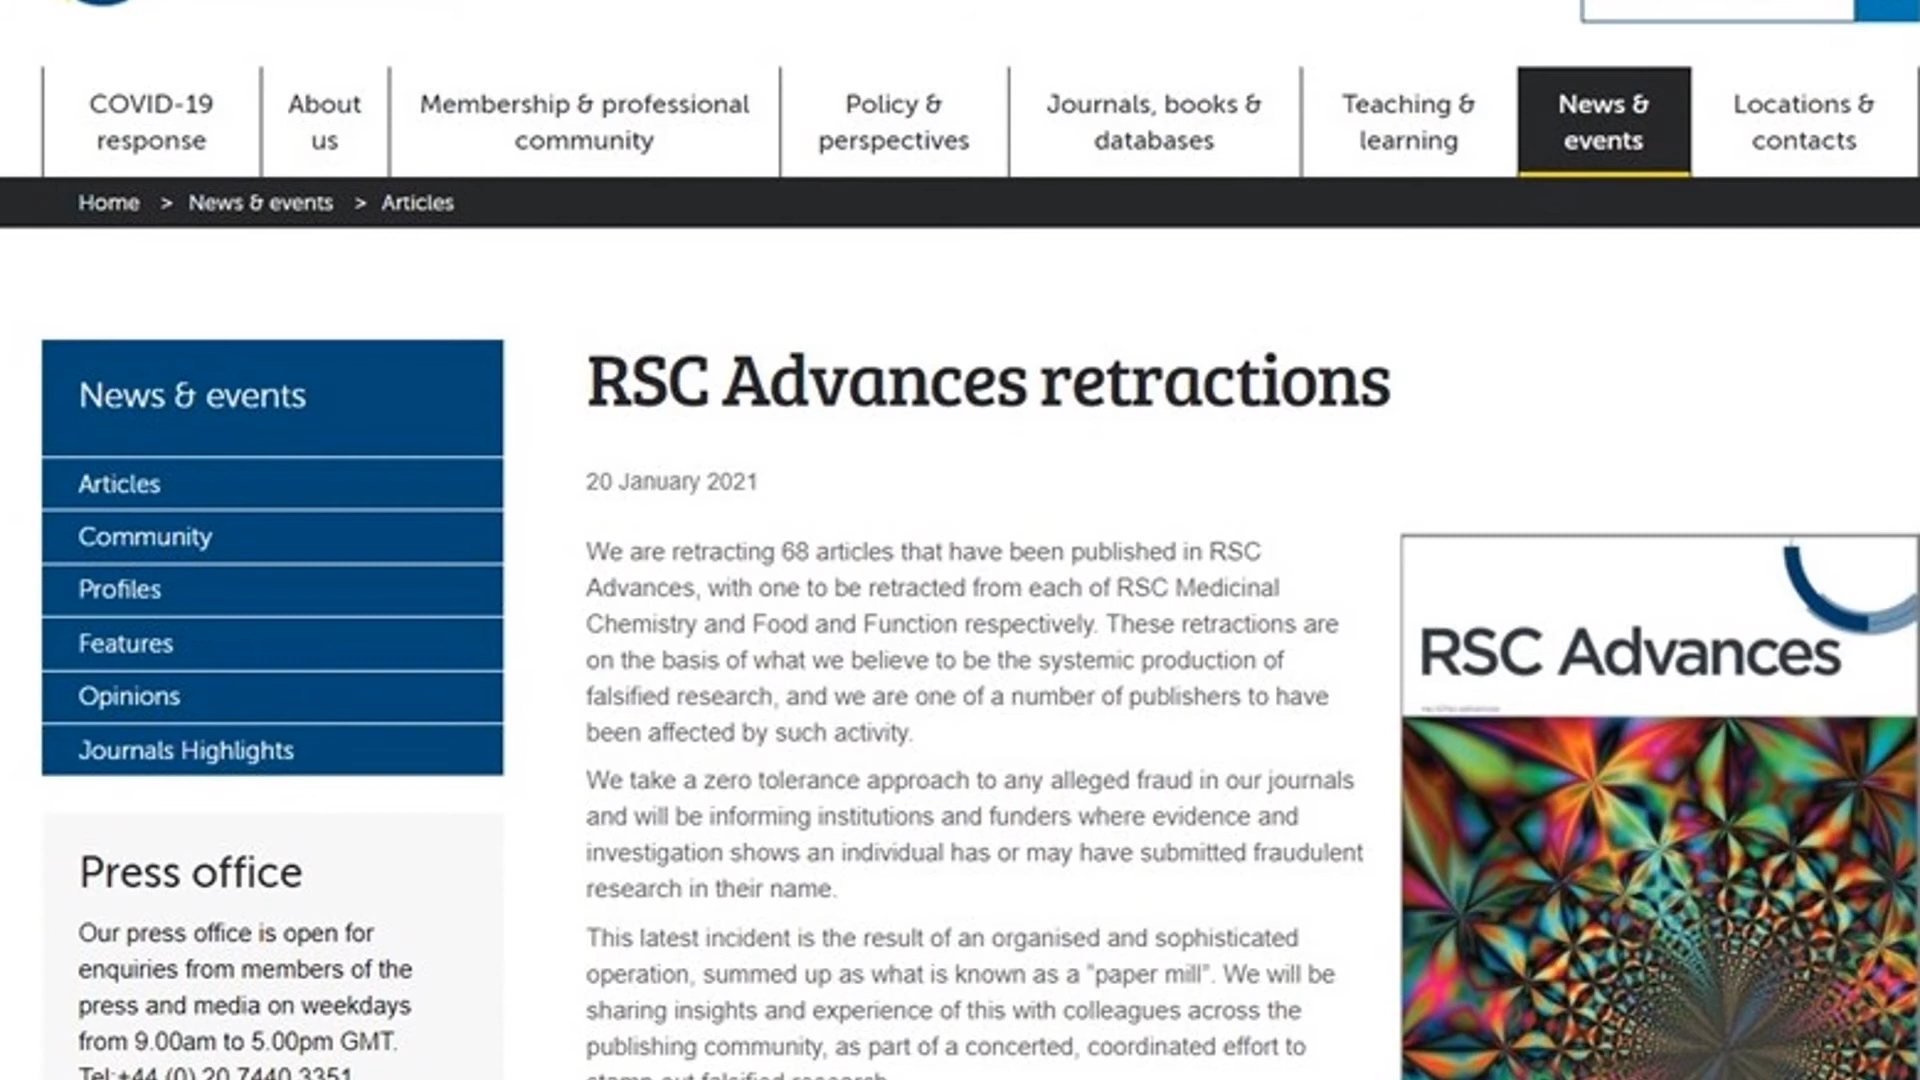 COVID-19
response
About
us
Membership & professional
community
Policy &
perspectives
Journals, books &
databases
Teaching &
learning
News &
events
Locations &
contacts
Home > News & events > Articles
News & events
Articles
Community
Profiles
Features
Opinions
Journals Highlights
Press office
Our press office is open for
enquiries from members of the
press and media on weekdays
from 9.00am to 5.00pm GMT.
Tel:+44 (0) 20 7440 3351
RSC Advances retractions
20 January 2021
We are retracting 68 articles that have been published in RSC
Advances, with one to be retracted from each of RSC Medicinal
Chemistry and Food and Function respectively. These retractions are
on the basis of what we believe to be the systemic production of
falsified research, and we are one of a number of publishers to have
been affected by such activity.
We take a zero tolerance approach to any alleged fraud in our journals
and will be informing institutions and funders where evidence and
investigation shows an individual has or may have submitted fraudulent
research in their name.
This latest incident is the result of an organised and sophisticated
operation, summed up as what is known as a "paper mill". We will be
sharing insights and experience of this with colleagues across the
publishing community, as part of a concerted, coordinated effort to
stamp out falsified research.
RSC Advances